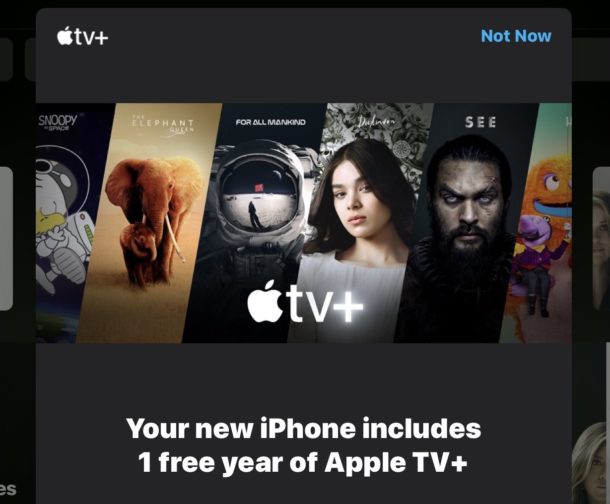 tv+
Not Now
SNOOPY
IN SPACE
THE
ELEPHANT
QUEEN
FOR ALL MANKIND
Dickinson
SEE
H
tv+
Your new iPhone includes
1 free year of Apple TV+
es